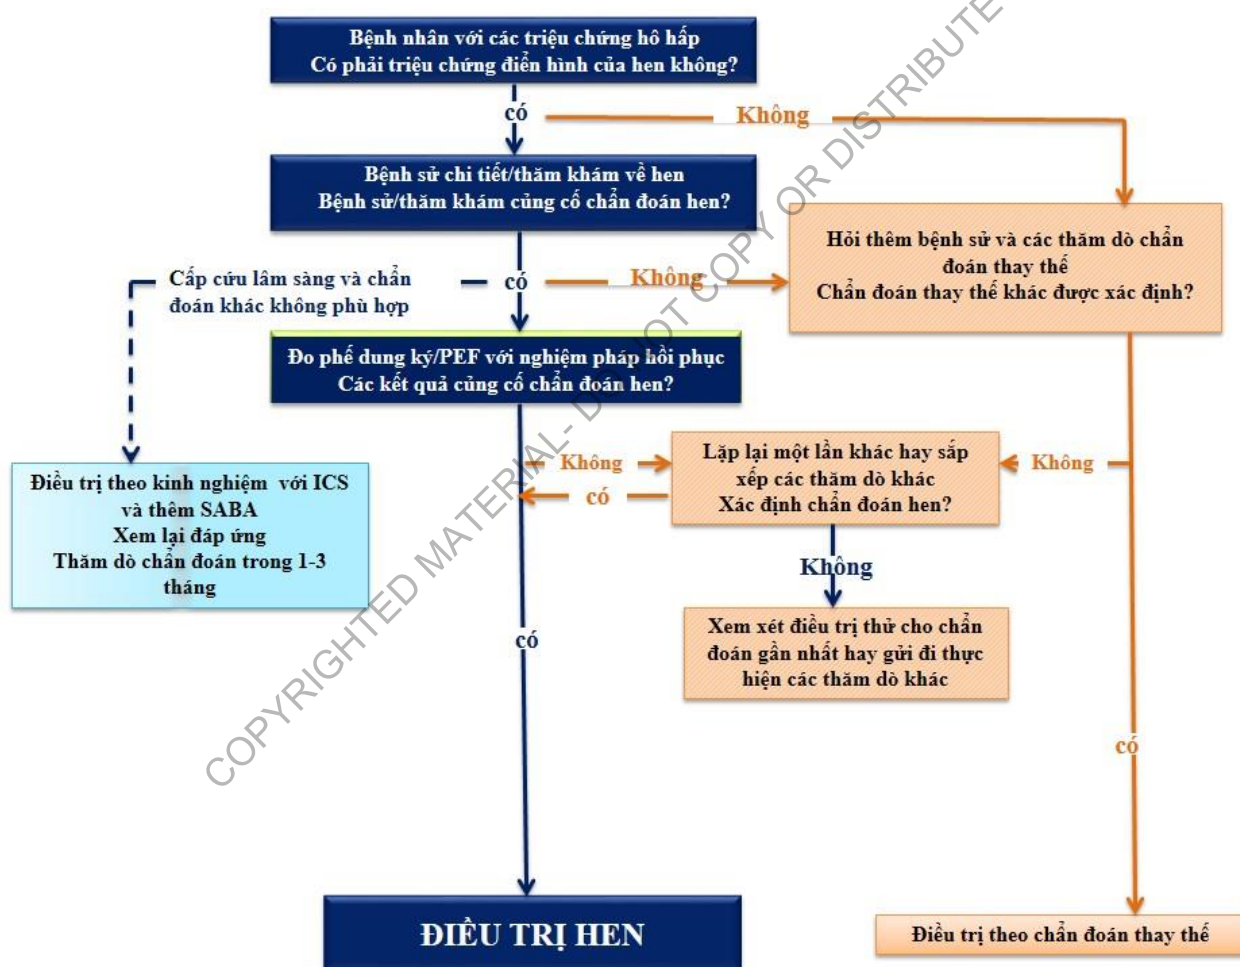 Bệnh nhân với các triệu chứng hô hấp
Có phải triệu chứng điển hình của hen không?
có
Không
Bệnh sử chi tiết/thăm khám về hen
Bệnh sử/thăm khám củng cố chẩn đoán hen?
Hỏi thêm bệnh sử và các thăm dò chẩn
đoán thay thế
Chẩn đoán thay thế khác được xác định?
Cấp cứu lâm sàng và chẩn
đoán khác không phù hợp
có
Không
Đo phế dung ký/PEF với nghiệm pháp hồi phục
Các kết quả củng cố chẩn đoán hen?
Điều trị theo kinh nghiệm với ICS
và thêm SABA
Xem lại đáp ứng
Thăm dò chẩn đoán trong 1-3
tháng
Không
có
Lặp lại một lần khác hay sắp
xếp các thăm dò khác
Xác định chẩn đoán hen?
Không
Không
Xem xét điều trị thử cho chẩn
đoán gần nhất hay gửi đi thực
hiện các thăm dò khác
có
có
ĐIỀU TRỊ HEN
Điều trị theo chẩn đoán thay thế
COPYRIGHTED MATERIAL- DO NOT COPY OR DISTRIBUTE